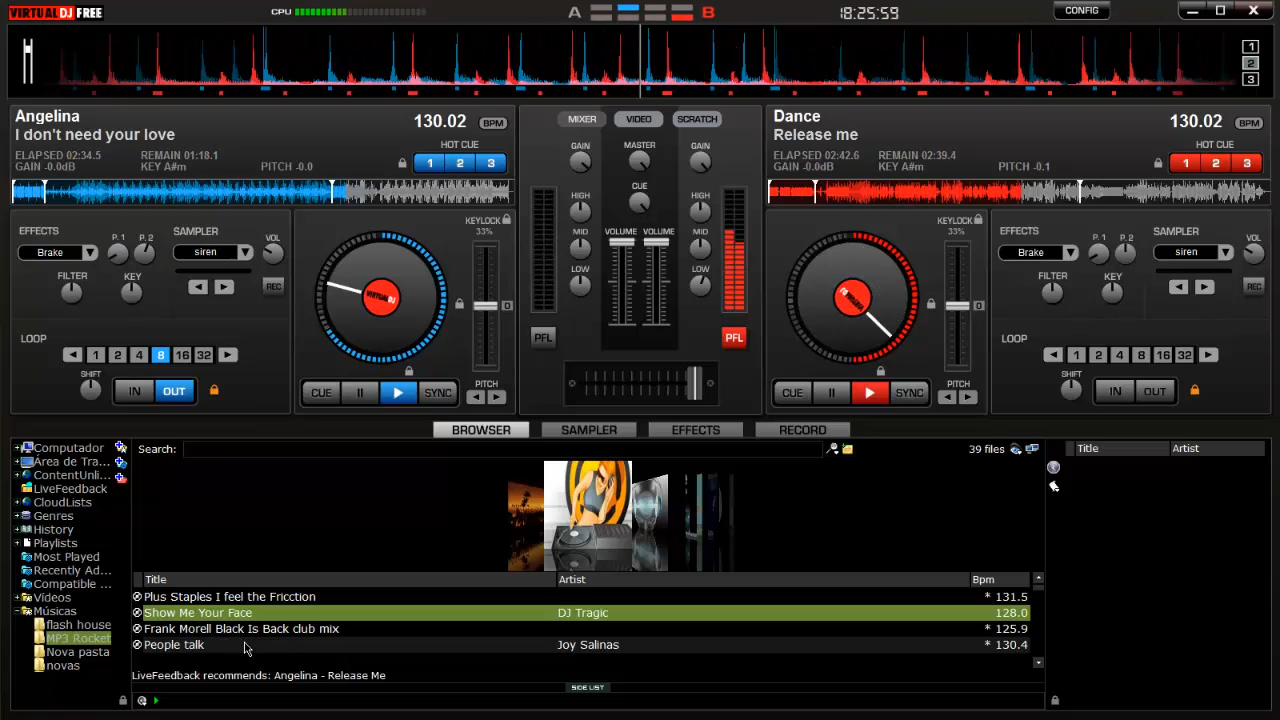 VIRTUAL DJ FREE
CPU
A
B
18:25:59
CONFIG
1
2
3
Angelina
I don't need your love
130.02 BPM
ELAPSED 02:34.5 REMAIN 01:18.1
GAIN -0.0dB KEY A#m PITCH -0.0
HOT CUE
1 2 3
MIXER VIDEO SCRATCH
Dance
Release me
130.02 BPM
ELAPSED 02:42.6 REMAIN 02:39.4
GAIN -0.0dB KEY A#m PITCH -0.1
HOT CUE
1 2 3
GAIN MASTER GAIN
HIGH CUE HIGH
MID VOLUME VOLUME MID
LOW LOW
PFL PFL
EFFECTS P. 1 P. 2 SAMPLER VOL
Brake siren
FILTER KEY REC
LOOP
1 2 4 8 16 32
SHIFT IN OUT
KEYLOCK
33%
0
VIRTUAL DJ
CUE SYNC PITCH
KEYLOCK
33%
0
CUE SYNC PITCH
EFFECTS P. 1 P. 2 SAMPLER VOL
Brake siren
FILTER KEY REC
LOOP
1 2 4 8 16 32
SHIFT IN OUT
BROWSER SAMPLER EFFECTS RECORD
Computador
Área de Tra...
ContentUnli...
LiveFeedback
CloudLists
Genres
History
Playlists
Most Played
Recently Ad...
Compatible ...
Vídeos
Músicas
flash house
MP3 Rocket
Nova pasta
novas
Search:
39 files
Title Artist Bpm
Plus Staples I feel the Fricction * 131.5
Show Me Your Face DJ Tragic 128.0
Frank Morell Black Is Back club mix * 125.9
People talk Joy Salinas * 130.4
LiveFeedback recommends: Angelina - Release Me
SIDE LIST
Title Artist